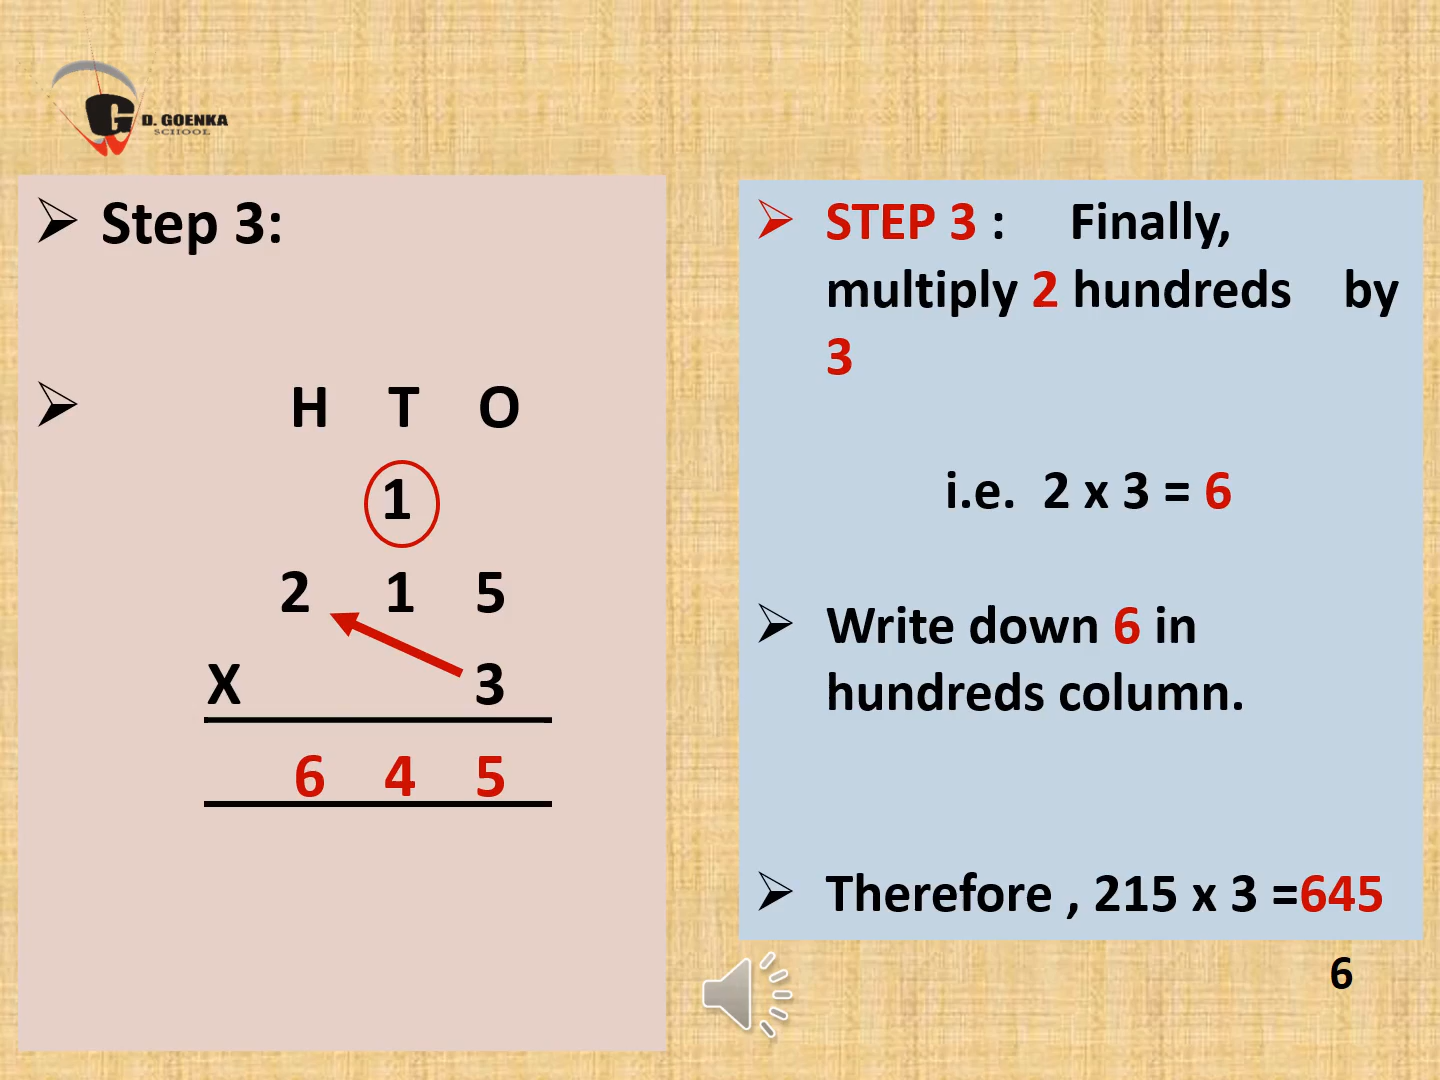 G D. GOENKA
SCHOOL
Step 3:
H T O
1
2 1 5
X 3
6 4 5
STEP 3 : Finally,
multiply 2 hundreds by
3
i.e. 2 x 3 = 6
Write down 6 in
hundreds column.
Therefore , 215 x 3 =645
6